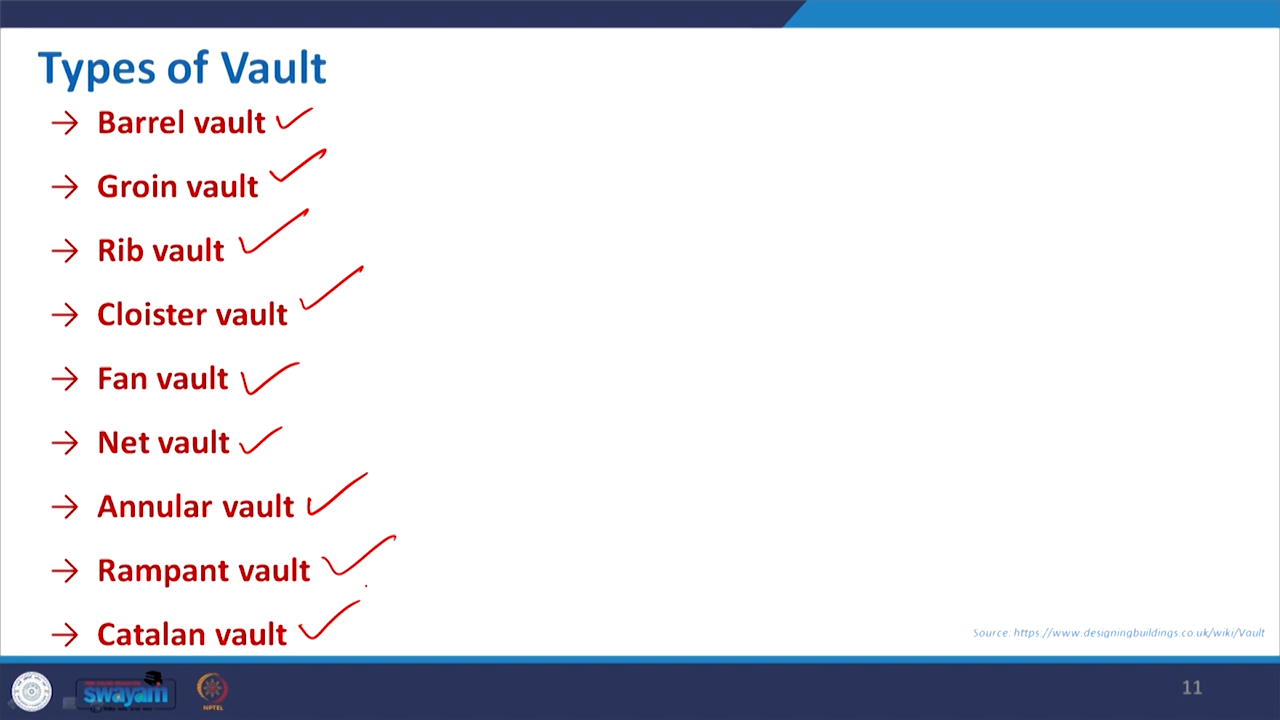 Types of Vault
→ Barrel vault
→ Groin vault
→ Rib vault
→ Cloister vault
→ Fan vault
→ Net vault
→ Annular vault
→ Rampant vault
→ Catalan vault
Source: https://www.designingbuildings.co.uk/wiki/Vault
swayam
NPTEL
11